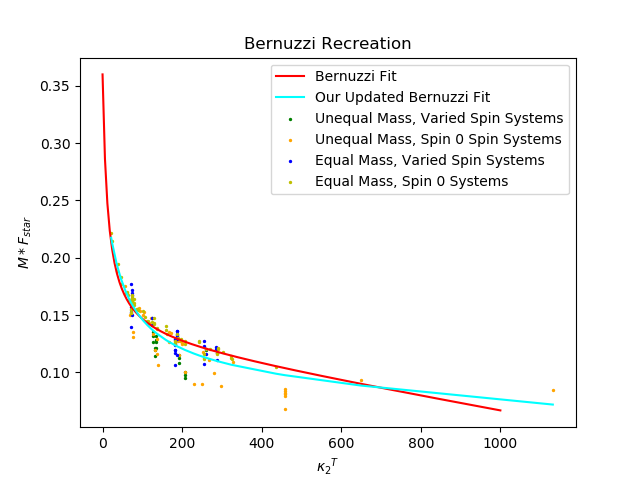 Bernuzzi Recreation
Bernuzzi Fit
Our Updated Bernuzzi Fit
Unequal Mass, Varied Spin Systems
Unequal Mass, Spin 0 Spin Systems
Equal Mass, Varied Spin Systems
Equal Mass, Spin 0 Systems
M * F_star
0.35
0.30
0.25
0.20
0.15
0.10
0 200 400 600 800 1000
κ₂ᵀ